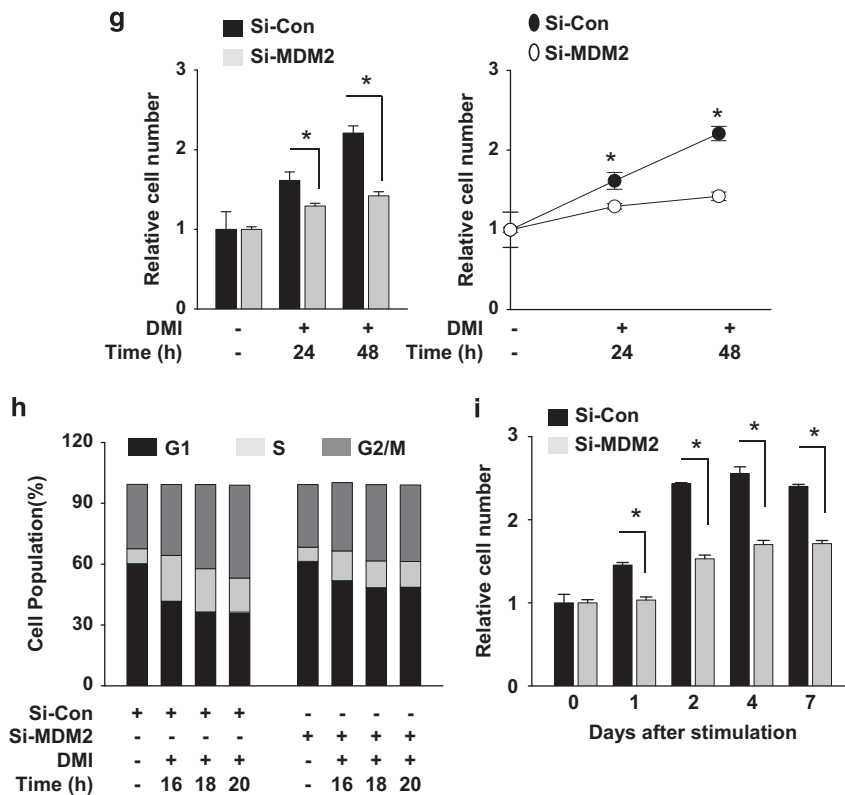 g
Si-Con
Si-MDM2
Relative cell number
3
2
1
0
*
*
DMI - + +
Time (h) - 24 48
Si-Con
Si-MDM2
Relative cell number
3
2
1
0
*
*
DMI - + +
Time (h) - 24 48
h
G1 S G2/M
Cell Population(%)
120
90
60
30
0
Si-Con + + + + - - - -
Si-MDM2 - - - - + + + +
DMI - + + + - + + +
Time (h) - 16 18 20 - 16 18 20
i
Si-Con
Si-MDM2
Relative cell number
3
2
1
0
*
*
*
*
0 1 2 4 7
Days after stimulation